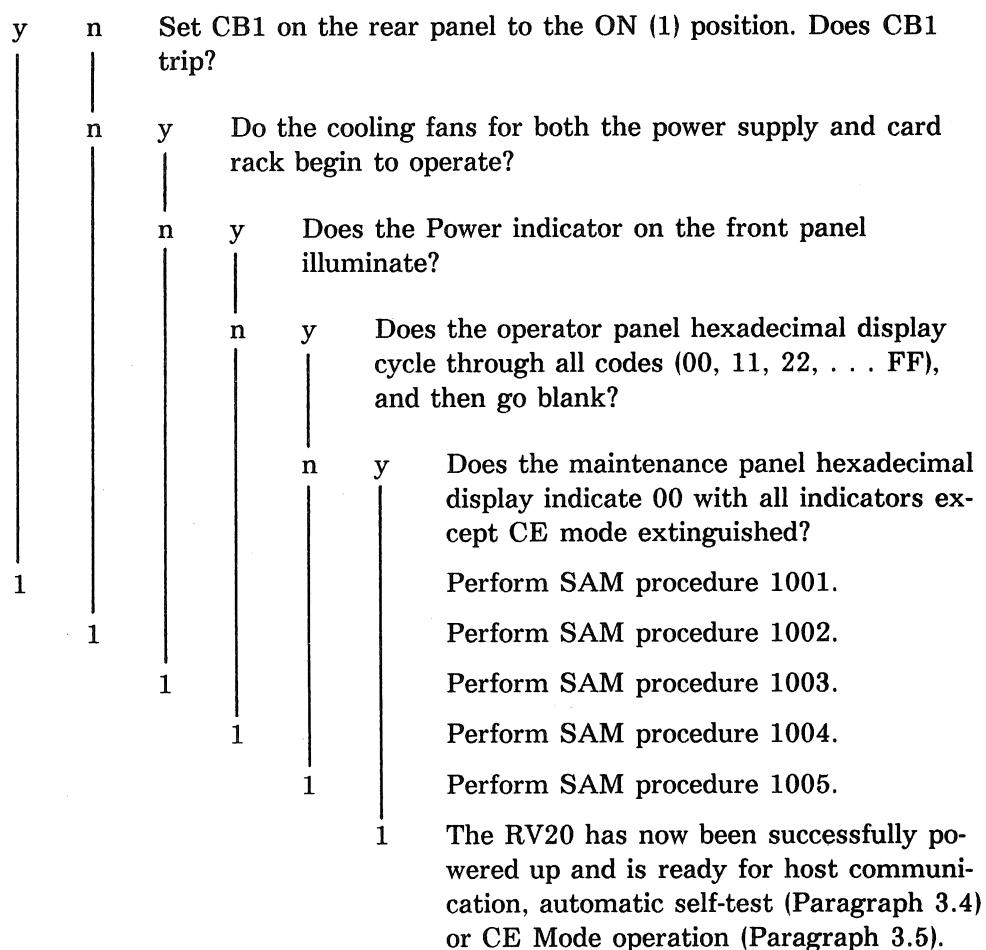 y n Set CB1 on the rear panel to the ON (1) position. Does CB1
trip?
n y Do the cooling fans for both the power supply and card
rack begin to operate?
n y Does the Power indicator on the front panel
illuminate?
n y Does the operator panel hexadecimal display
cycle through all codes (00, 11, 22, . . . FF),
and then go blank?
n y Does the maintenance panel hexadecimal
display indicate 00 with all indicators ex-
cept CE mode extinguished?
1 Perform SAM procedure 1001.
1 Perform SAM procedure 1002.
1 Perform SAM procedure 1003.
1 Perform SAM procedure 1004.
1 Perform SAM procedure 1005.
1 The RV20 has now been successfully po-
wered up and is ready for host communi-
cation, automatic self-test (Paragraph 3.4)
or CE Mode operation (Paragraph 3.5).